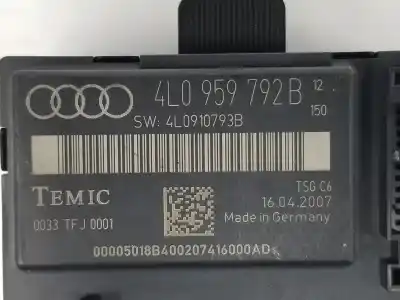 4L0 959 792 B 12
150
SW: 4L0910793B
TEMIC
TSG C6
16.04.2007
0033 TFJ 0001
Made in Germany
00005018B400207416000AD